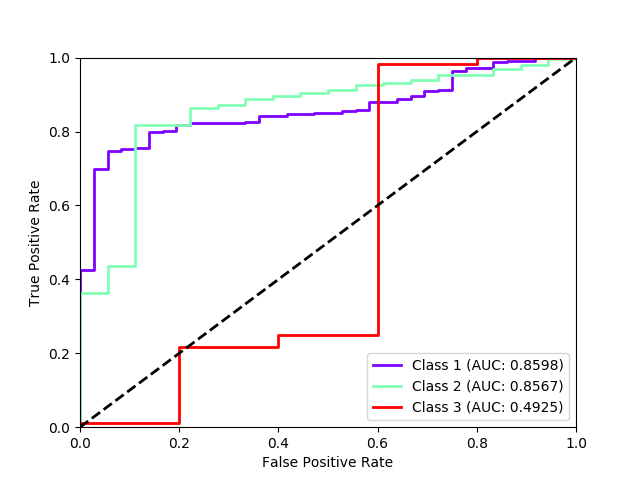 1.0
0.8
0.6
0.4
0.2
0.0
True Positive Rate
Class 1 (AUC: 0.8598)
Class 2 (AUC: 0.8567)
Class 3 (AUC: 0.4925)
0.0 0.2 0.4 0.6 0.8 1.0
False Positive Rate